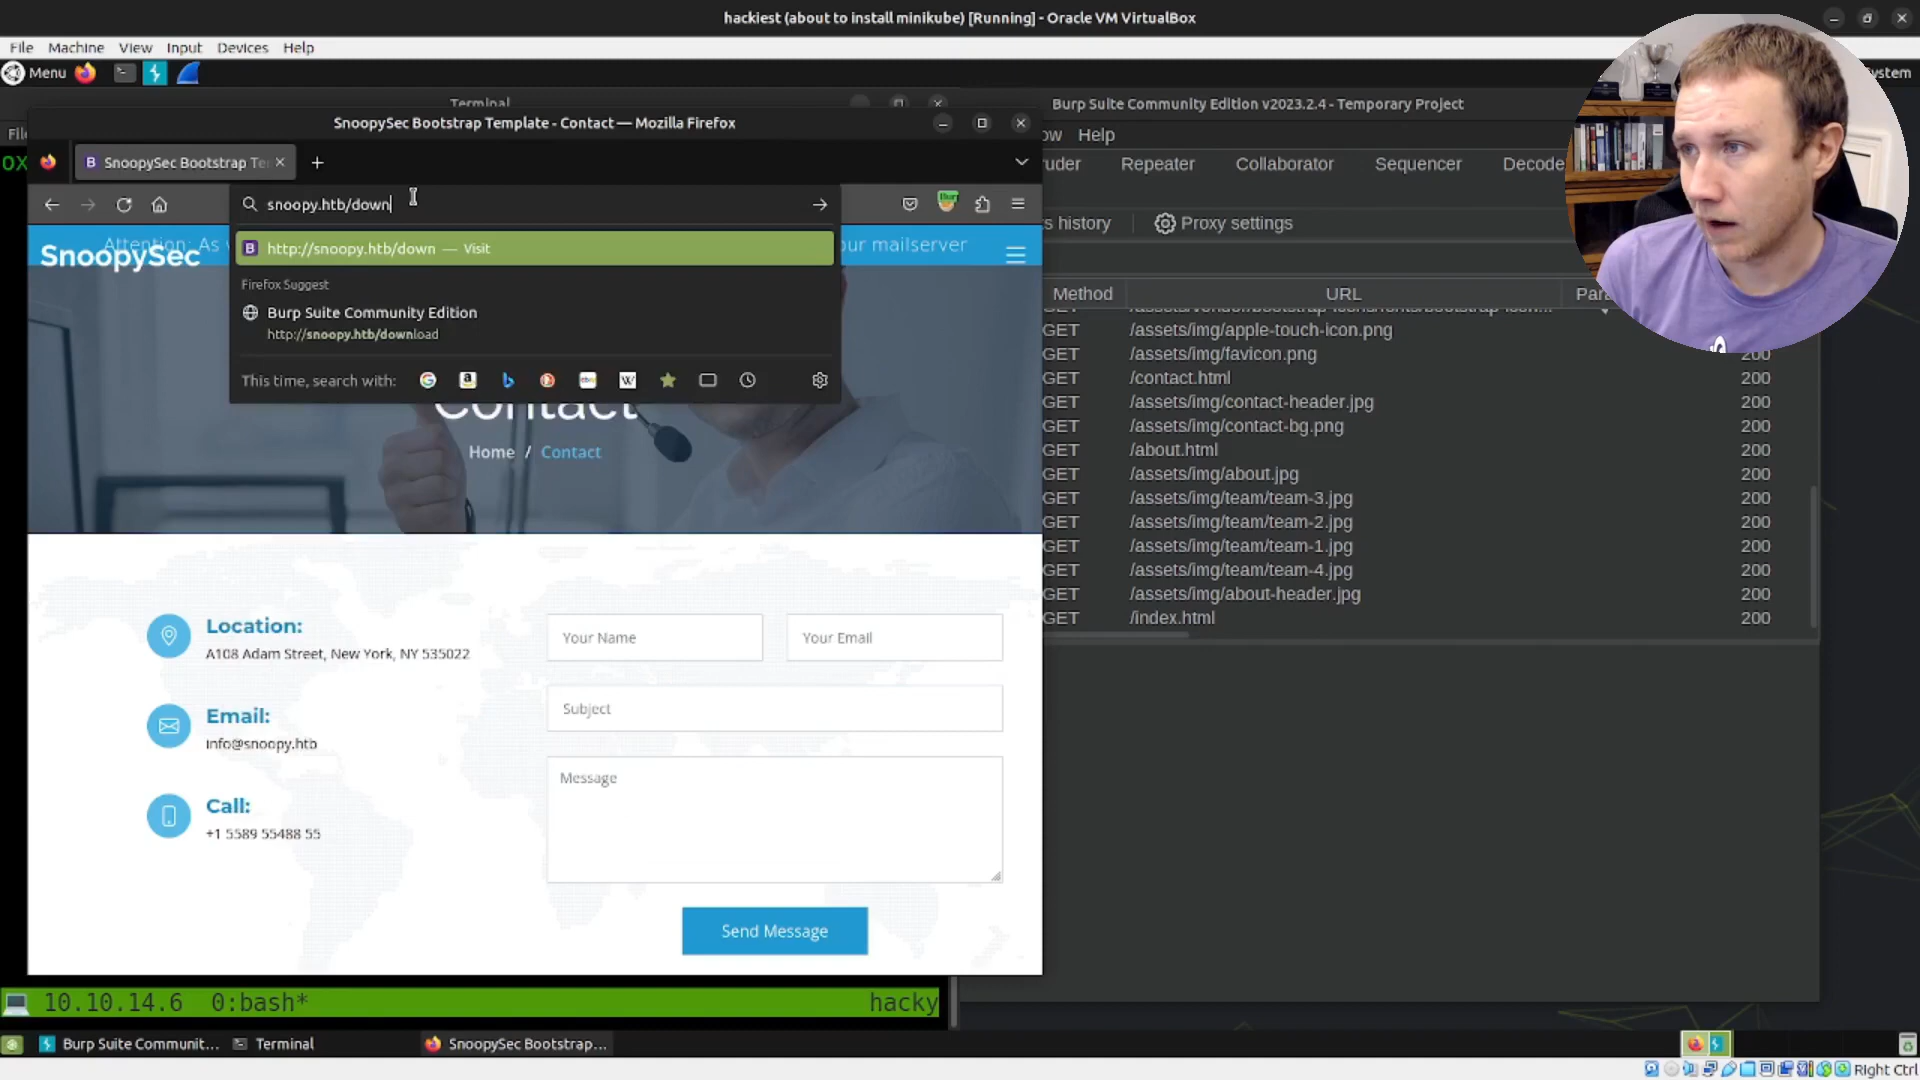 hackiest (about to install minikube) [Running] - Oracle VM VirtualBox
File Machine View Input Devices Help
Menu
System
Terminal
SnoopySec Bootstrap Template - Contact — Mozilla Firefox
Burp Suite Community Edition v2023.2.4 - Temporary Project
Help
SnoopySec Bootstrap Te
Repeater Collaborator Sequencer
snoopy.htb/down
Proxy settings
http://snoopy.htb/down — Visit
Attention: As
SnoopySec
mailserver
Firefox Suggest
Burp Suite Community Edition
http://snoopy.htb/download
This time, search with:
Contact
Home / Contact
Location:
A108 Adam Street, New York, NY 535022
Email:
info@snoopy.htb
Call:
+1 5589 55488 55
Your Name
Your Email
Subject
Message
Send Message
Method URL
GET /assets/img/apple-touch-icon.png 200
GET /assets/img/favicon.png 200
GET /contact.html 200
GET /assets/img/contact-header.jpg 200
GET /assets/img/contact-bg.png 200
GET /about.html 200
GET /assets/img/about.jpg 200
GET /assets/img/team/team-3.jpg 200
GET /assets/img/team/team-2.jpg 200
GET /assets/img/team/team-1.jpg 200
GET /assets/img/team/team-4.jpg 200
GET /assets/img/about-header.jpg 200
GET /index.html 200
10.10.14.6 0:bash* hacky
Burp Suite Communit... Terminal SnoopySec Bootstrap...
Right Ctrl